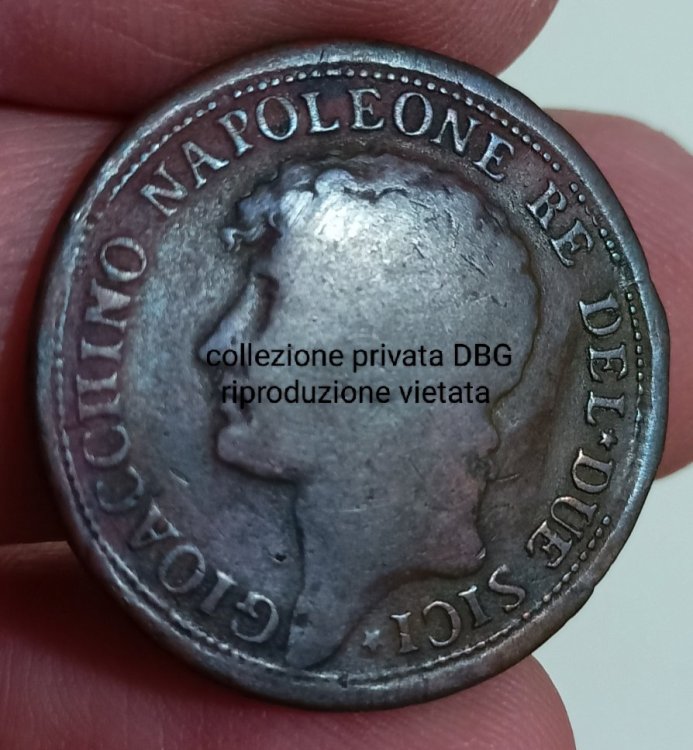 GIOACCHINO NAPOLEONE RE DEL★DUE SICI★
collezione privata DBG
riproduzione vietata